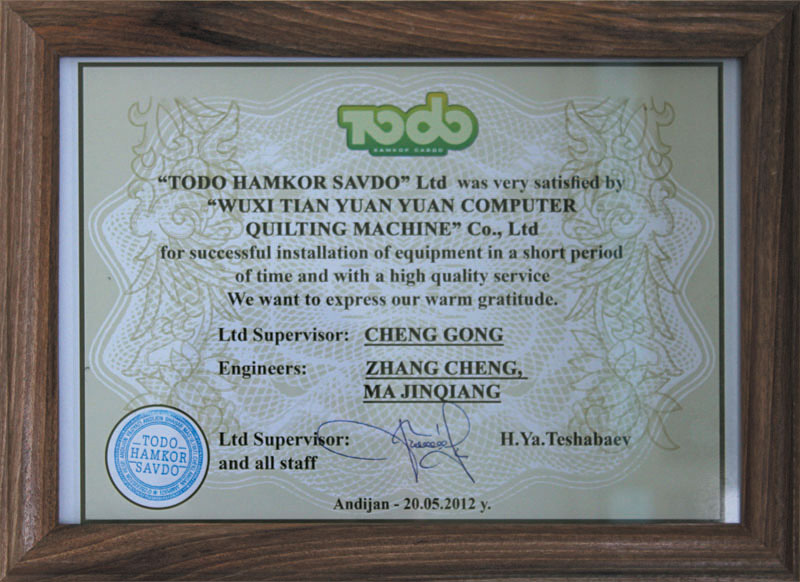 TODO
HAMKOR SAVDO
“TODO HAMKOR SAVDO” Ltd was very satisfied by
“WUXI TIAN YUAN YUAN COMPUTER
QUILTING MACHINE” Co., Ltd
for successful installation of equipment in a short period
of time and with a high quality service
We want to express our warm gratitude.
Ltd Supervisor: CHENG GONG
Engineers: ZHANG CHENG,
MA JINQIANG
Ltd Supervisor: H.Ya.Teshabaev
and all staff
TODO
HAMKOR
SAVDO
Andijan - 20.05.2012 y.